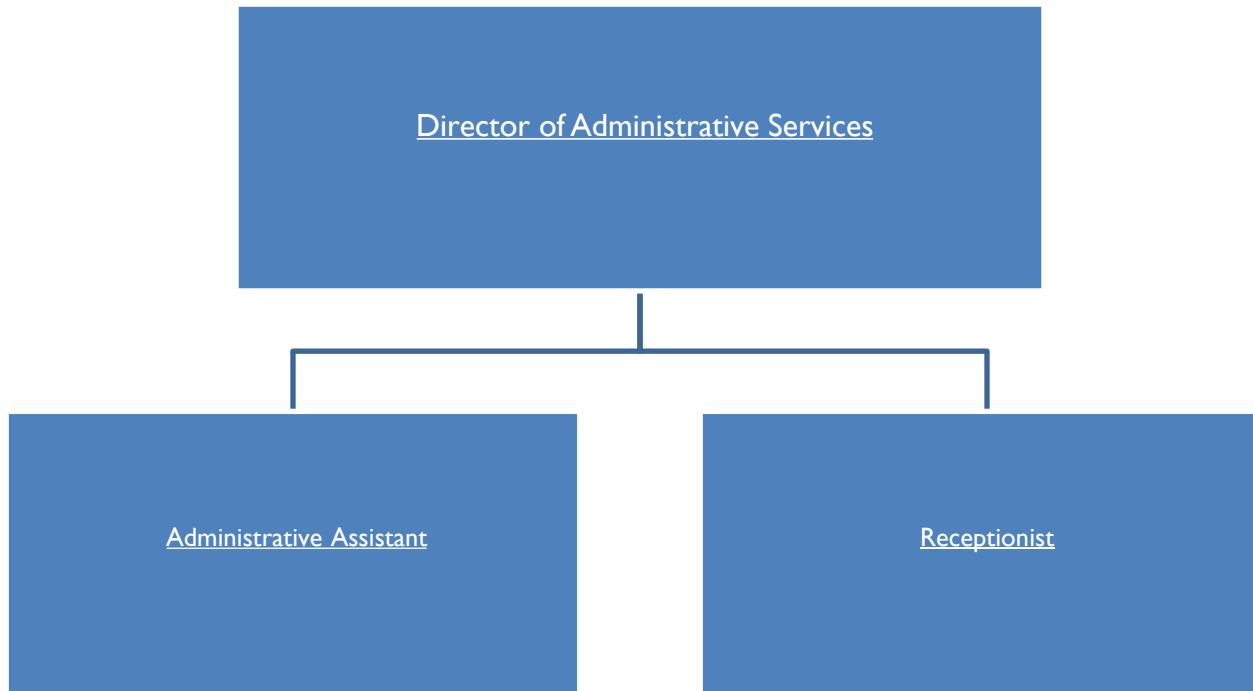 Director of Administrative Services
Administrative Assistant
Receptionist